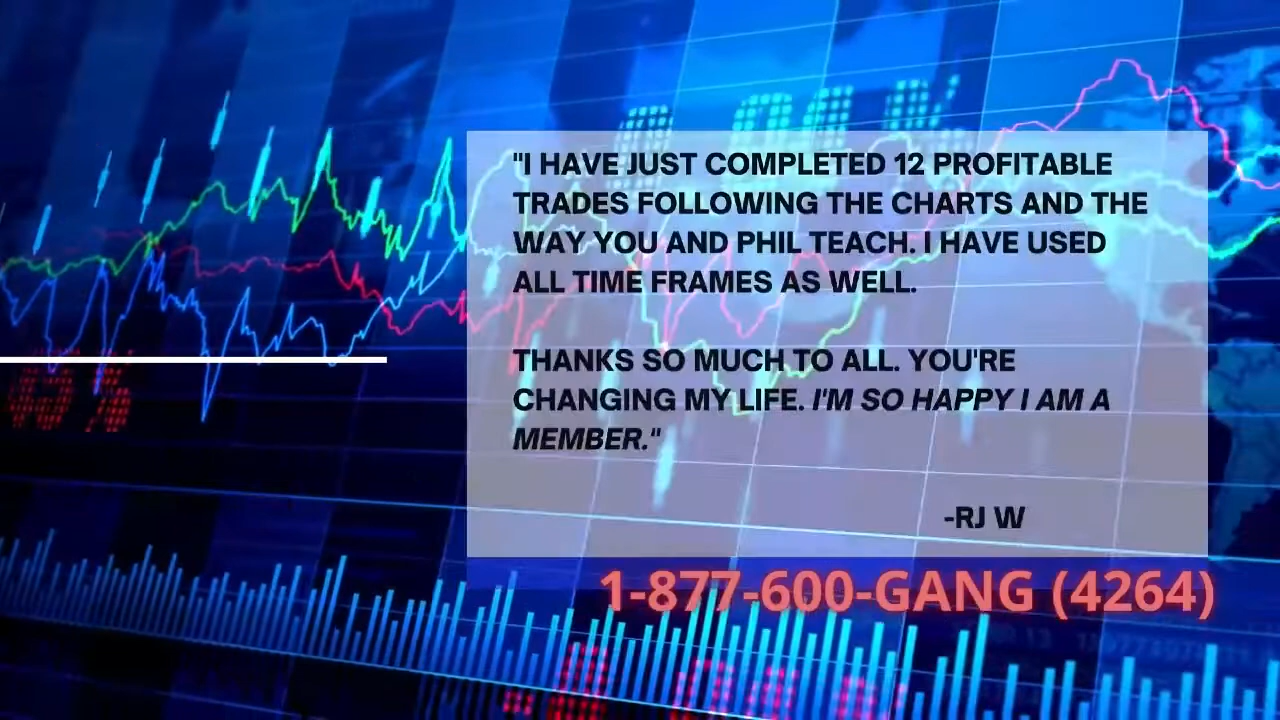 "I HAVE JUST COMPLETED 12 PROFITABLE
TRADES FOLLOWING THE CHARTS AND THE
WAY YOU AND PHIL TEACH. I HAVE USED
ALL TIME FRAMES AS WELL.
THANKS SO MUCH TO ALL. YOU'RE
CHANGING MY LIFE. I'M SO HAPPY I AM A
MEMBER."
-RJ W
1-877-600-GANG (4264)